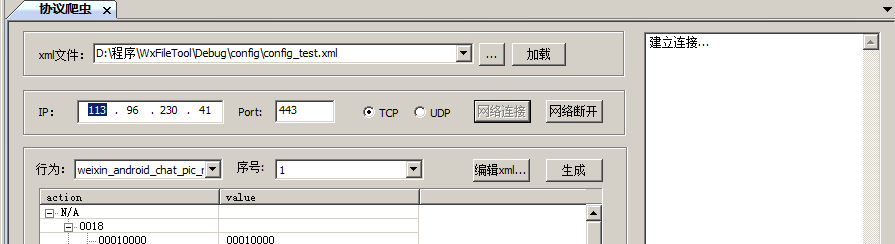 协议爬虫
xml文件： D:\程序\WxFileTool\Debug\config\config_test.xml ... 加载
建立连接...
IP： 113 . 96 . 230 . 41 Port: 443 TCP UDP 网络连接 网络断开
行为： weixin_android_chat_pic_r 序号： 1 编辑xml... 生成
action value
N/A
0018
00010000 00010000